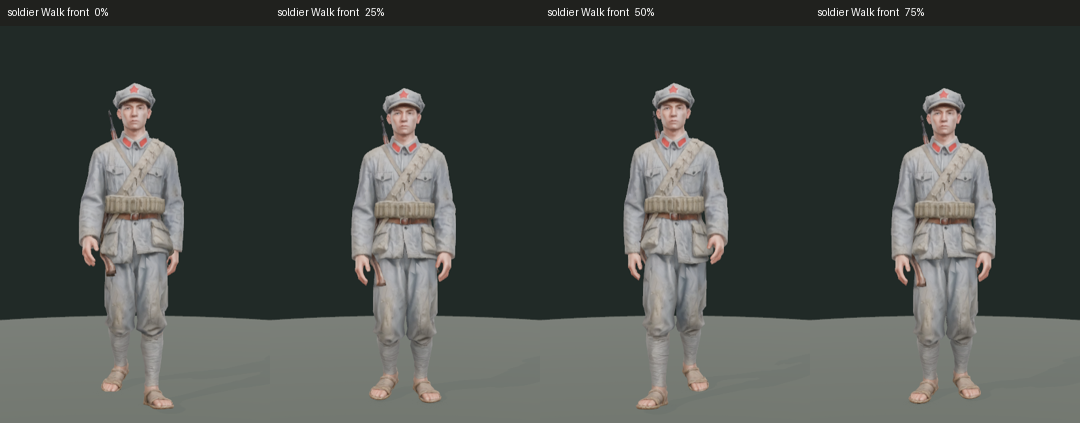 soldier Walk front 0%
soldier Walk front 25%
soldier Walk front 50%
soldier Walk front 75%